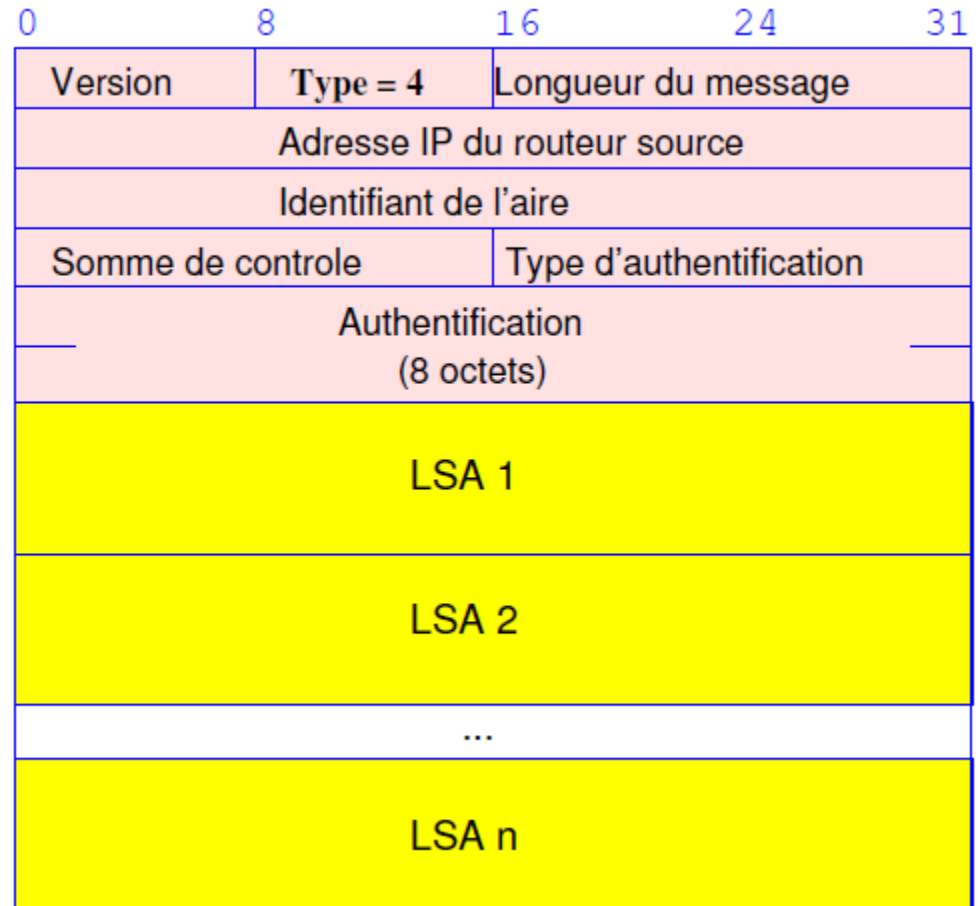 0 8 16 24 31
Version Type = 4 Longueur du message
Adresse IP du routeur source
Identifiant de l'aire
Somme de controle Type d'authentification
Authentification
(8 octets)
LSA 1
LSA 2
...
LSA n